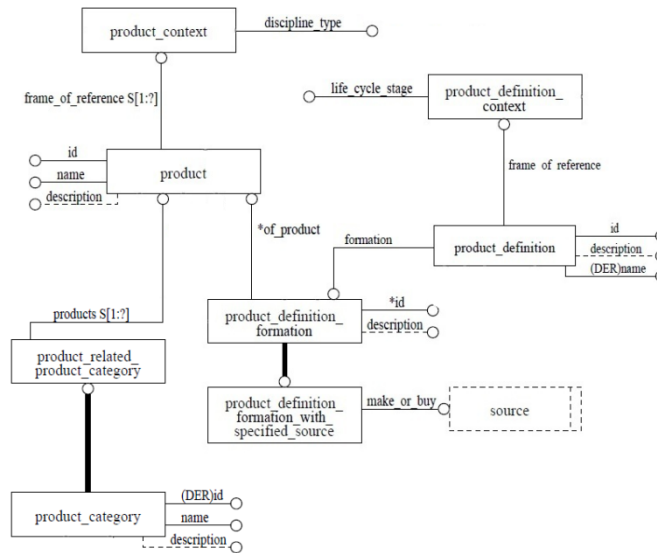 product_context
discipline_type
frame_of_reference S[1:?]
life_cycle_stage
product_definition_
context
id
name
description
product
frame of reference
*of_product
formation
product_definition
id
description
(DER)name
products S[1:?]
product_definition_
formation
*id
description
product_related_
product_category
product_definition_
formation_with_
specified_source
make_or_buy
source
product_category
(DER)id
name
description